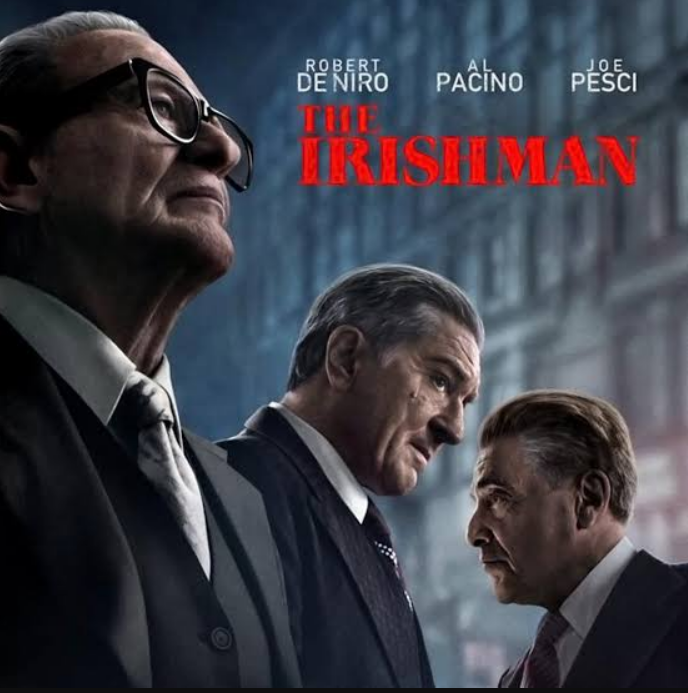 ROBERT
DE NIRO
AL
PACINO
JOE
PESCI
THE
IRISHMAN